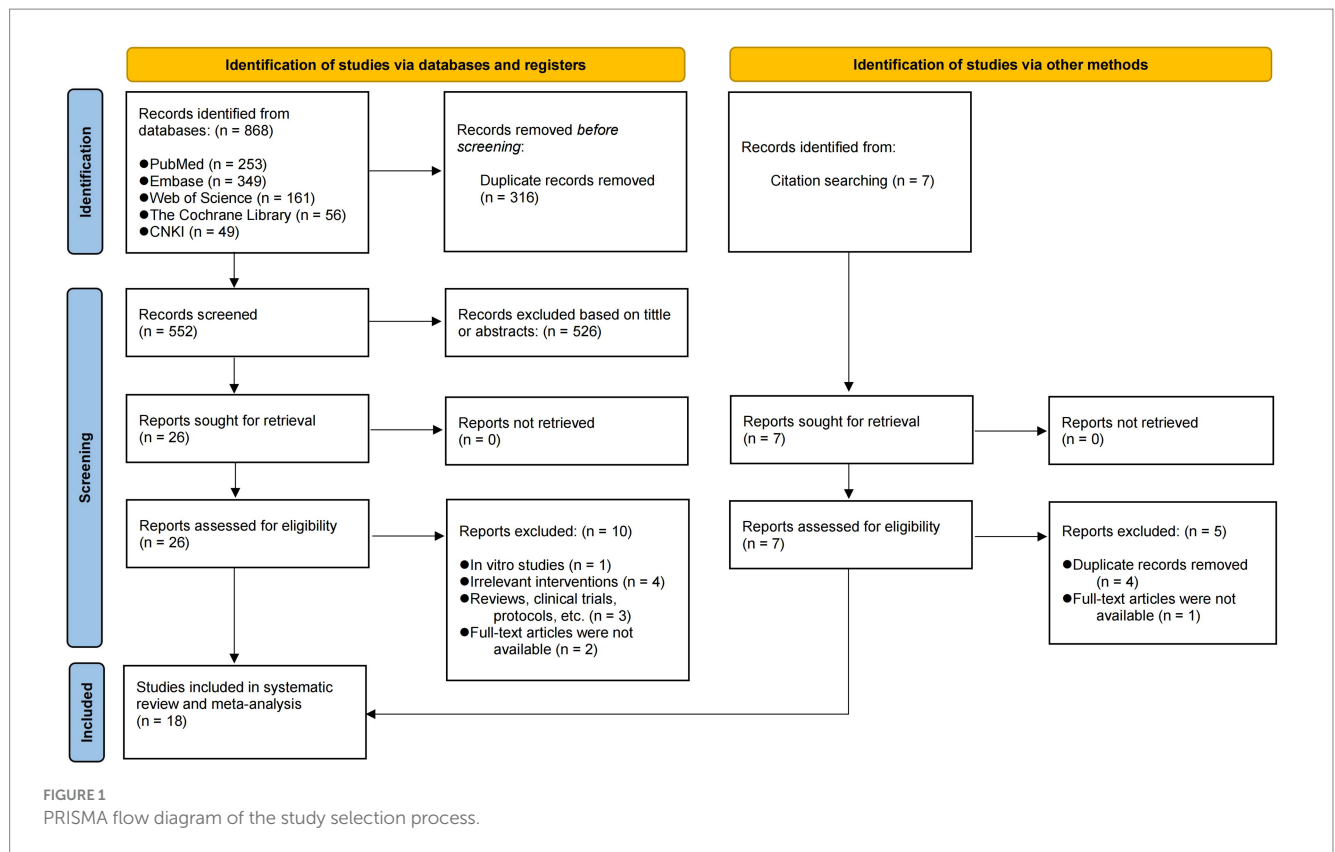 Identification of studies via databases and registers
Identification of studies via other methods
Identification
Records identified from
databases: (n = 868)
●PubMed (n = 253)
●Embase (n = 349)
●Web of Science (n = 161)
●The Cochrane Library (n = 56)
●CNKI (n = 49)
Records removed before
screening:
Duplicate records removed
(n = 316)
Records identified from:
Citation searching (n = 7)
Screening
Records screened
(n = 552)
Records excluded based on tittle
or abstracts: (n = 526)
Reports sought for retrieval
(n = 26)
Reports not retrieved
(n = 0)
Reports sought for retrieval
(n = 7)
Reports not retrieved
(n = 0)
Reports assessed for eligibility
(n = 26)
Reports excluded: (n = 10)
●In vitro studies (n = 1)
●Irrelevant interventions (n = 4)
●Reviews, clinical trials,
protocols, etc. (n = 3)
●Full-text articles were not
available (n = 2)
Reports assessed for eligibility
(n = 7)
Reports excluded: (n = 5)
●Duplicate records removed
(n = 4)
●Full-text articles were not
available (n = 1)
Included
Studies included in systematic
review and meta-analysis
(n = 18)
FIGURE 1
PRISMA flow diagram of the study selection process.